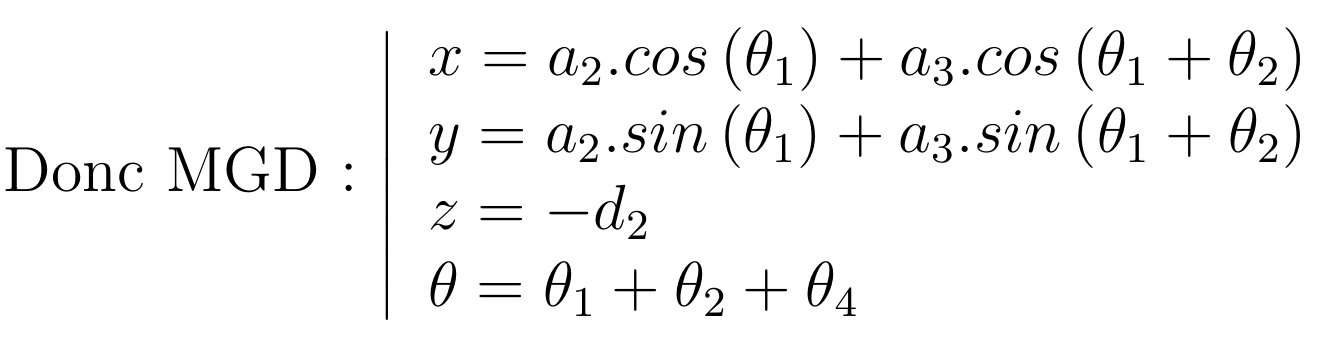 x = a₂.cos (θ₁) + a₃.cos (θ₁ + θ₂)
y = a₂.sin (θ₁) + a₃.sin (θ₁ + θ₂)
Donc MGD :
z = −d₂
θ = θ₁ + θ₂ + θ₄